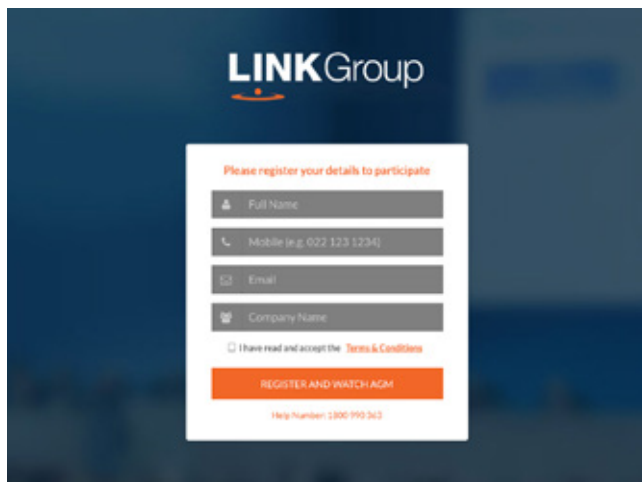 LINKGroup
Please register your details to participate
Full Name
Mobile (e.g. 022 123 1234)
Email
Company Name
I have read and accept the Terms & Conditions
REGISTER AND WATCH AGM
Help Number: 1800 990 363